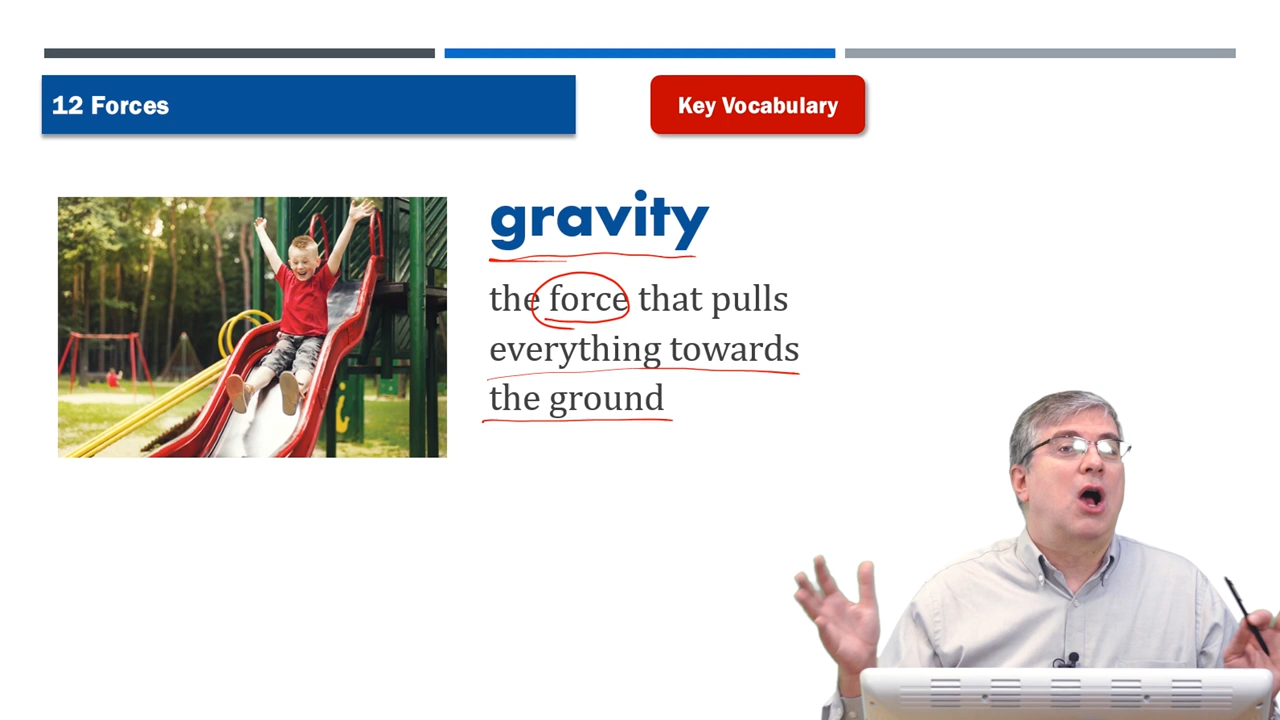 12 Forces
Key Vocabulary
gravity
the force that pulls
everything towards
the ground